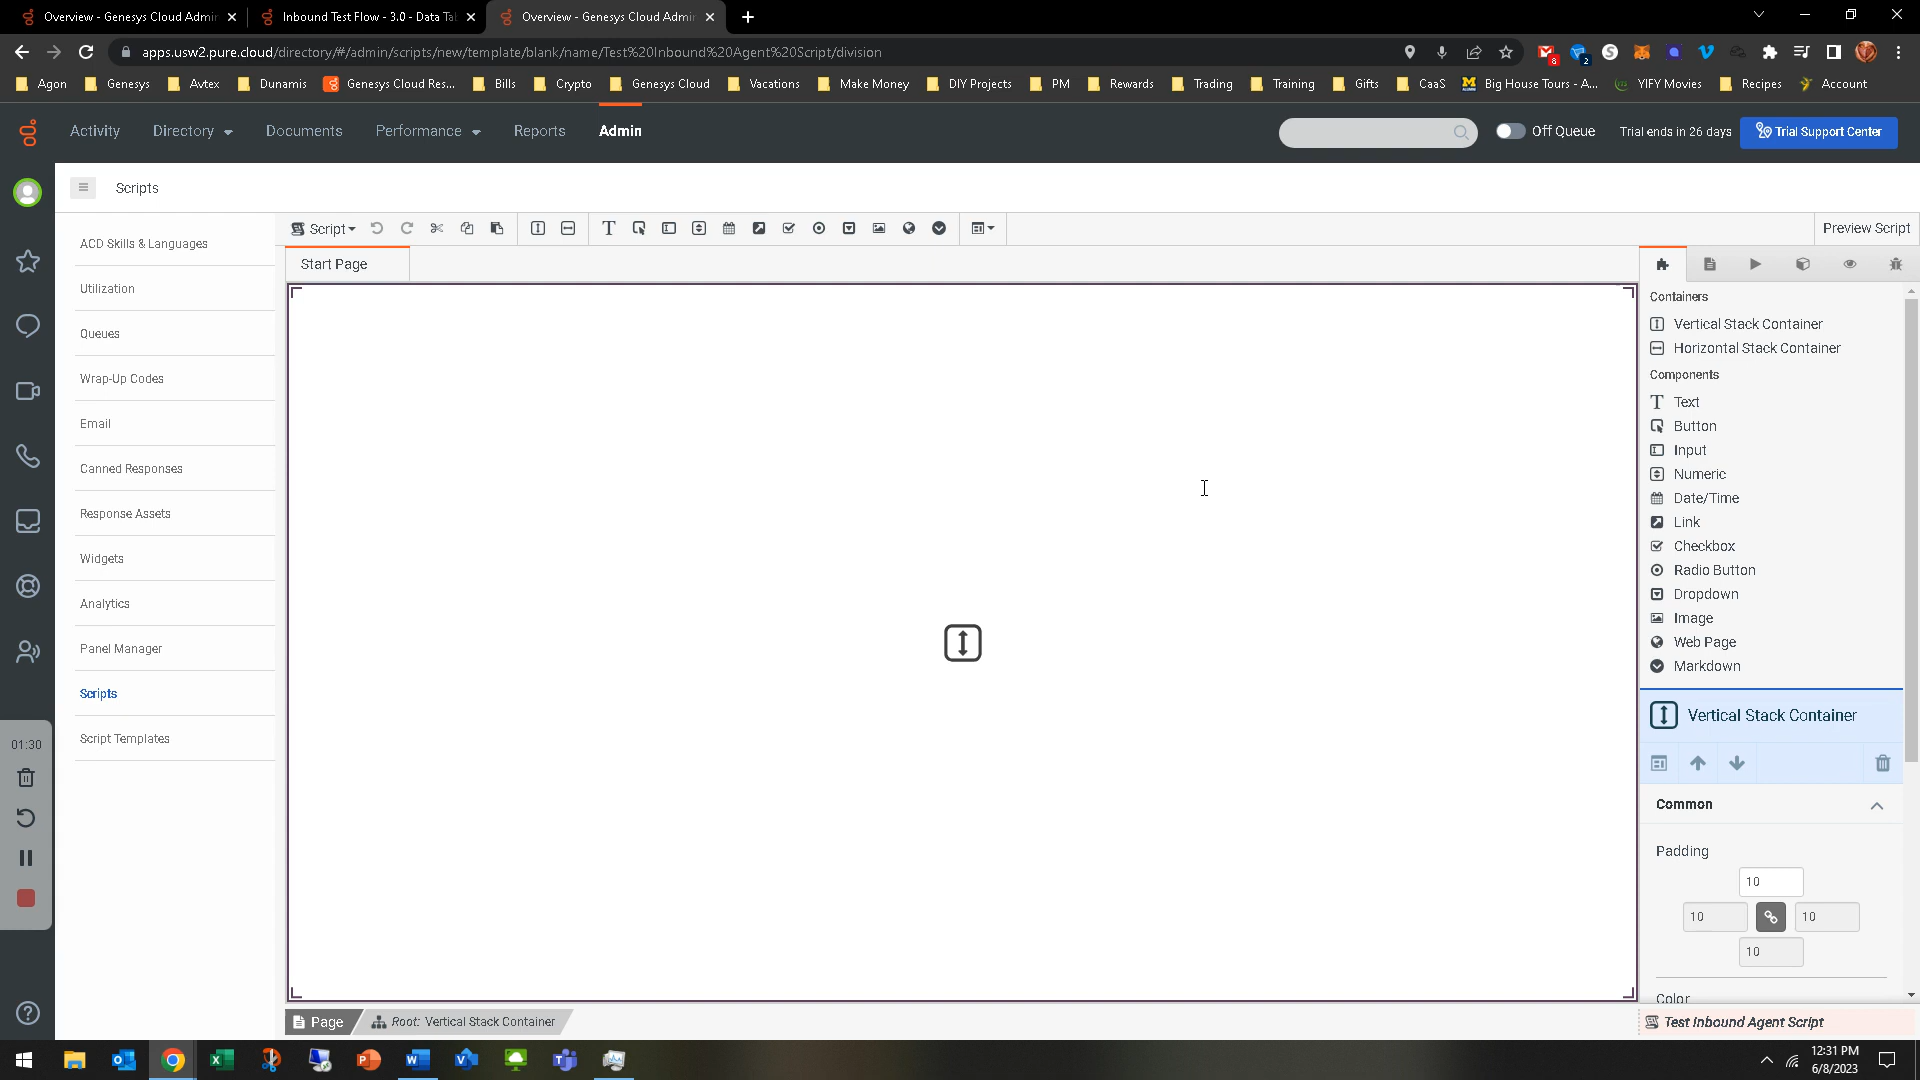 Overview - Genesys Cloud Admin
Inbound Test Flow - 3.0 - Data Tab
Overview - Genesys Cloud Admin
apps.usw2.pure.cloud/directory/#/admin/scripts/new/template/blank/name/Test%20Inbound%20Agent%20Script/division
8
2
Agon
Genesys
Avtex
Dunamis
Genesys Cloud Res...
Bills
Crypto
Genesys Cloud
Vacations
Make Money
DIY Projects
PM
Rewards
Trading
Training
Gifts
CaaS
Big House Tours - A...
YIFY Movies
Recipes
Account
Activity
Directory
Documents
Performance
Reports
Admin
Off Queue
Trial ends in 26 days
Trial Support Center
Scripts
ACD Skills & Languages
Utilization
Queues
Wrap-Up Codes
Email
Canned Responses
Response Assets
Widgets
Analytics
Panel Manager
Scripts
Script Templates
01:30
Script
Preview Script
Start Page
Containers
Vertical Stack Container
Horizontal Stack Container
Components
Text
Button
Input
Numeric
Date/Time
Link
Checkbox
Radio Button
Dropdown
Image
Web Page
Markdown
Vertical Stack Container
Common
Padding
10
10
10
10
Color
Page
Root: Vertical Stack Container
Test Inbound Agent Script
12:31 PM
6/8/2023